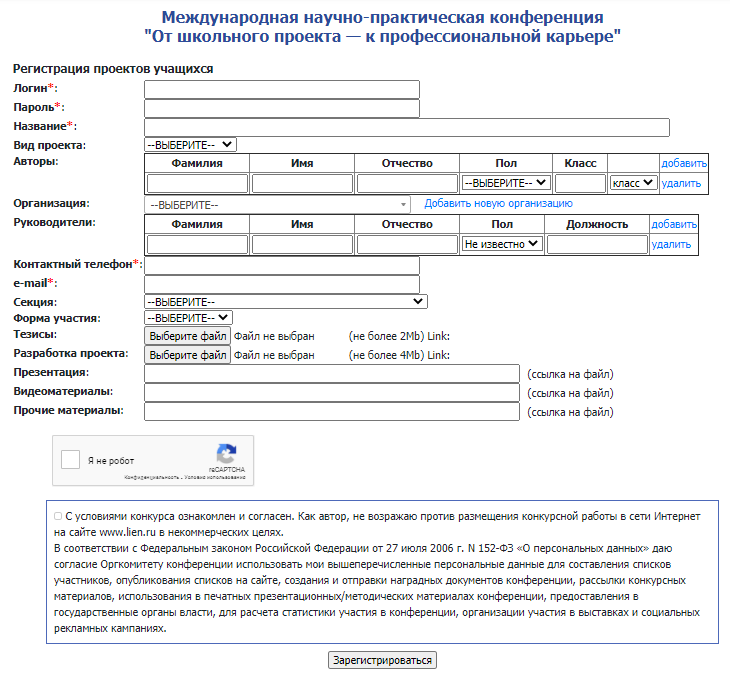 Международная научно-практическая конференция
"От школьного проекта — к профессиональной карьере"
Регистрация проектов учащихся
Логин*:
Пароль*:
Название*:
Вид проекта: --ВЫБЕРИТЕ--
Авторы: Фамилия Имя Отчество Пол Класс добавить
--ВЫБЕРИТЕ-- класс удалить
Организация: --ВЫБЕРИТЕ-- Добавить новую организацию
Руководители: Фамилия Имя Отчество Пол Должность добавить
Не известно удалить
Контактный телефон*:
e-mail*:
Секция: --ВЫБЕРИТЕ--
Форма участия: --ВЫБЕРИТЕ--
Тезисы: Выберите файл Файл не выбран (не более 2Mb) Link:
Разработка проекта: Выберите файл Файл не выбран (не более 4Mb) Link:
Презентация: (ссылка на файл)
Видеоматериалы: (ссылка на файл)
Прочие материалы: (ссылка на файл)
Я не робот
reCAPTCHA
Конфиденциальность - Условия использования
С условиями конкурса ознакомлен и согласен. Как автор, не возражаю против размещения конкурсной работы в сети Интернет
на сайте www.lien.ru в некоммерческих целях.
В соответствии с Федеральным законом Российской Федерации от 27 июля 2006 г. N 152-ФЗ «О персональных данных» даю
согласие Оргкомитету конференции использовать мои вышеперечисленные персональные данные для составления списков
участников, опубликования списков на сайте, создания и отправки наградных документов конференции, рассылки конкурсных
материалов, использования в печатных презентационных/методических материалах конференции, предоставления в
государственные органы власти, для расчета статистики участия в конференции, организации участия в выставках и социальных
рекламных кампаниях.
Зарегистрироваться